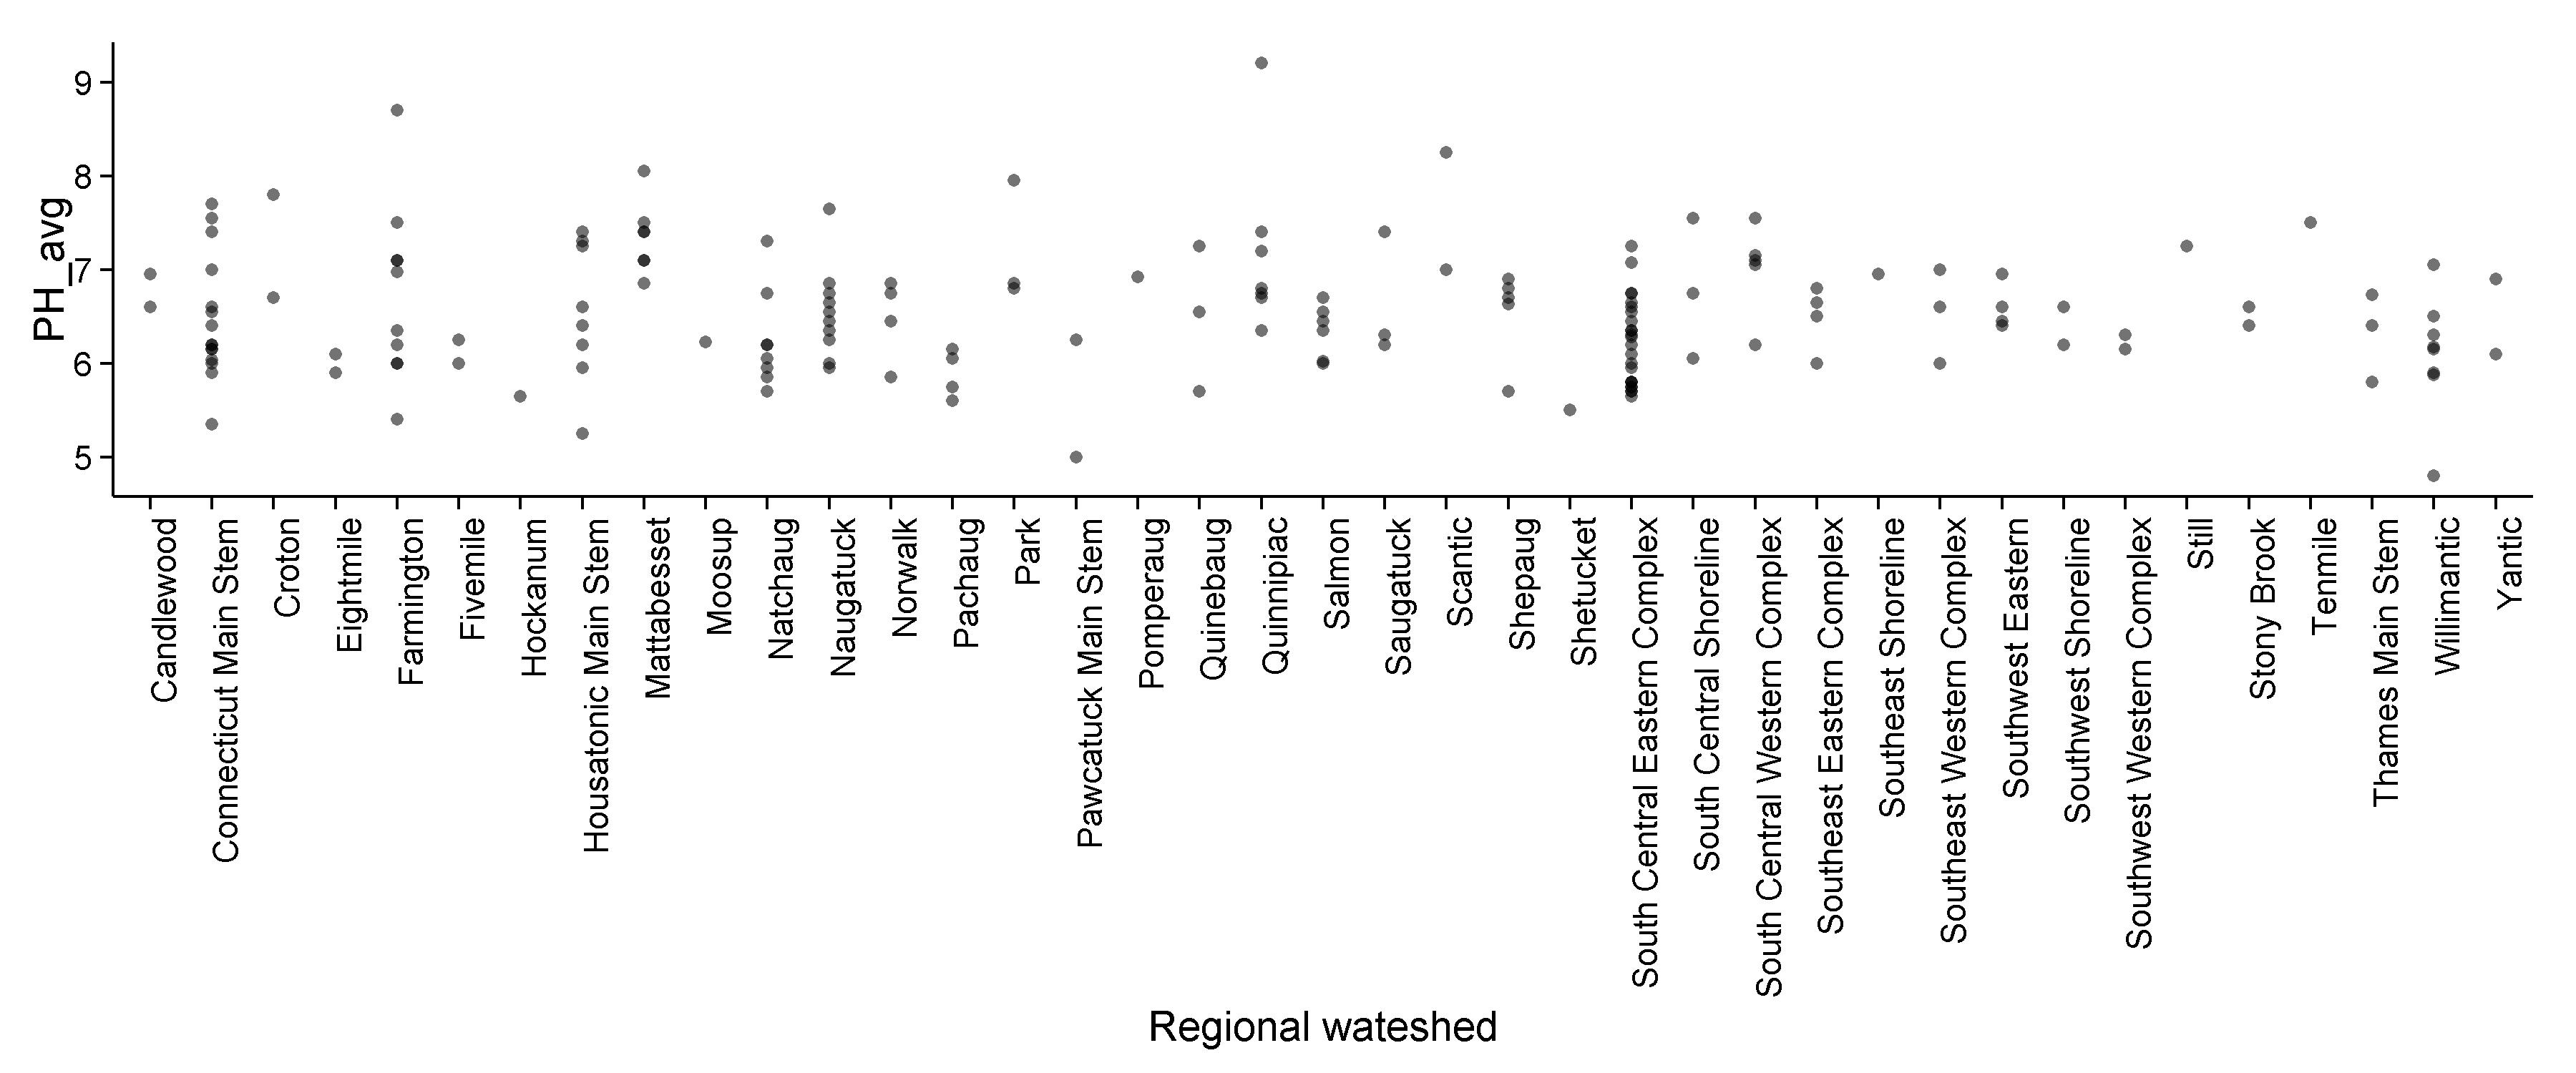 PH_avg
9
8
7
6
5
Candlewood
Connecticut Main Stem
Croton
Eightmile
Farmington
Fivemile
Hockanum
Housatonic Main Stem
Mattabesset
Moosup
Natchaug
Naugatuck
Norwalk
Pachaug
Park
Pawcatuck Main Stem
Pomperaug
Quinebaug
Quinnipiac
Salmon
Saugatuck
Scantic
Shepaug
Shetucket
South Central Eastern Complex
South Central Shoreline
South Central Western Complex
Southeast Eastern Complex
Southeast Shoreline
Southeast Western Complex
Southwest Eastern
Southwest Shoreline
Southwest Western Complex
Still
Stony Brook
Tenmile
Thames Main Stem
Willimantic
Yantic
Regional wateshed